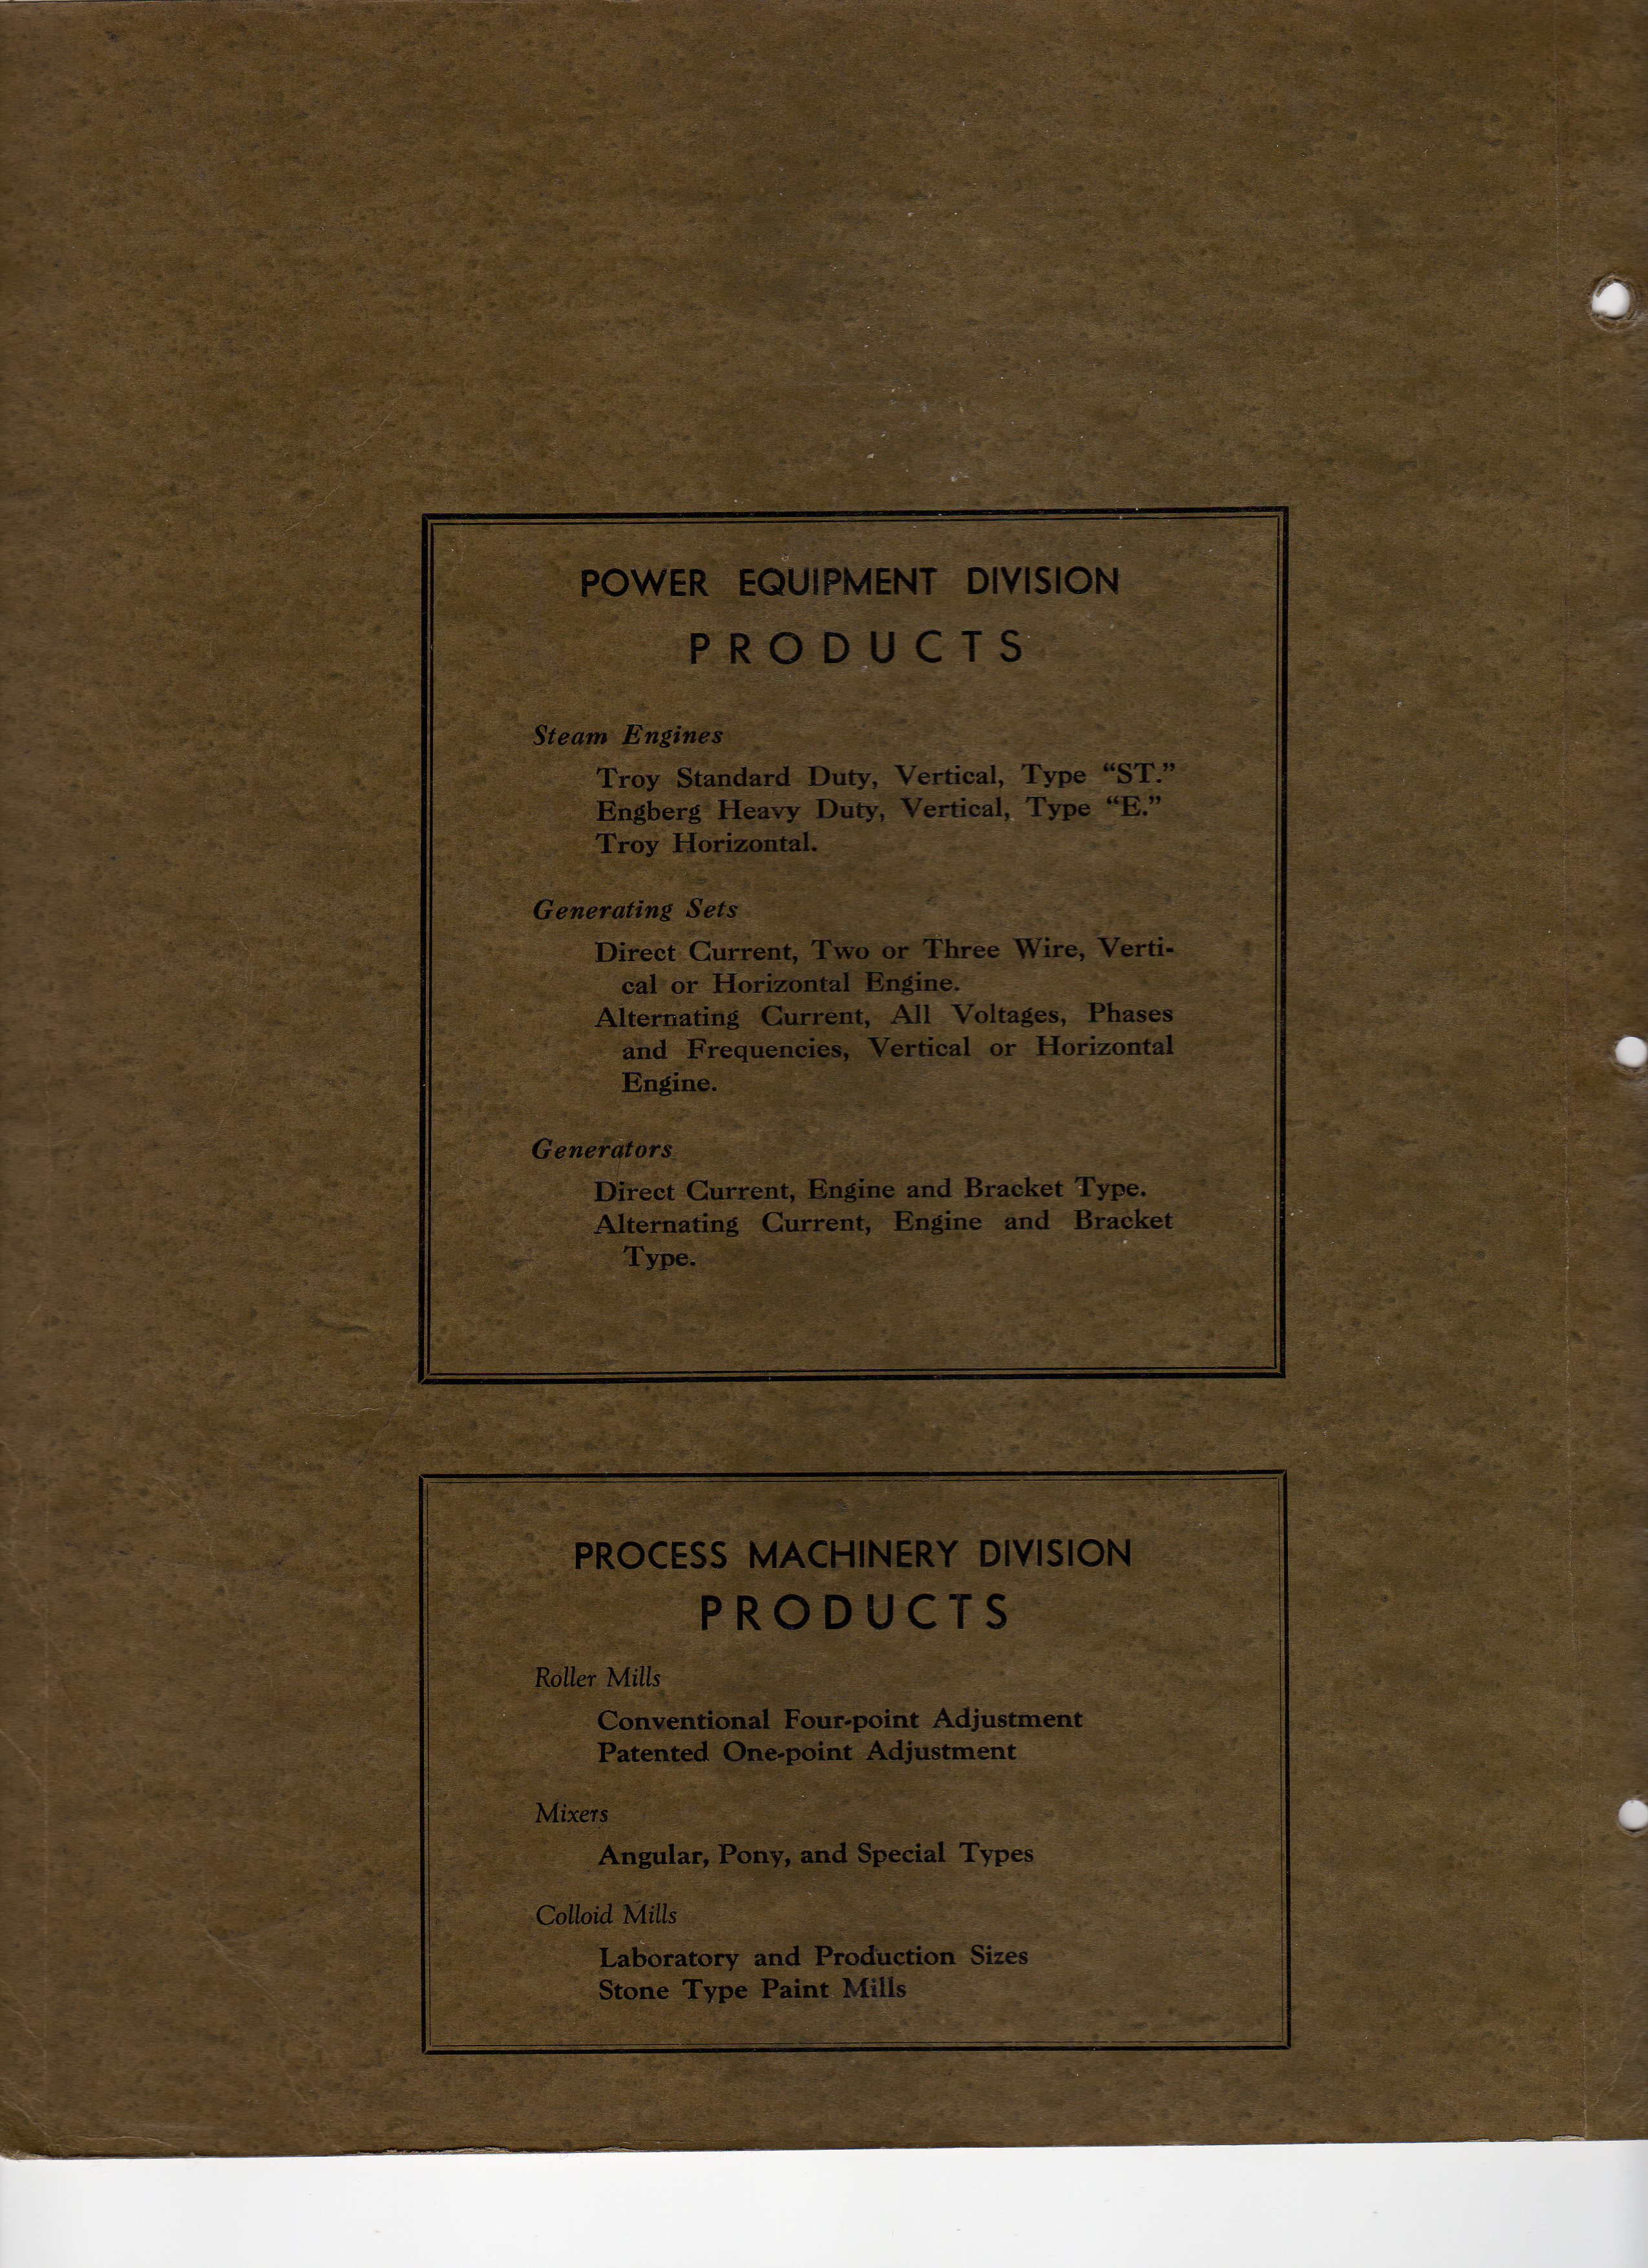 POWER EQUIPMENT DIVISION
PRODUCTS
Steam Engines
Troy Standard Duty, Vertical, Type “ST.”
Engberg Heavy Duty, Vertical, Type “E.”
Troy Horizontal.
Generating Sets
Direct Current, Two or Three Wire, Verti-
cal or Horizontal Engine.
Alternating Current, All Voltages, Phases
and Frequencies, Vertical or Horizontal
Engine.
Generators
Direct Current, Engine and Bracket Type.
Alternating Current, Engine and Bracket
Type.
PROCESS MACHINERY DIVISION
PRODUCTS
Roller Mills
Conventional Four-point Adjustment
Patented One-point Adjustment
Mixers
Angular, Pony, and Special Types
Colloid Mills
Laboratory and Production Sizes
Stone Type Paint Mills